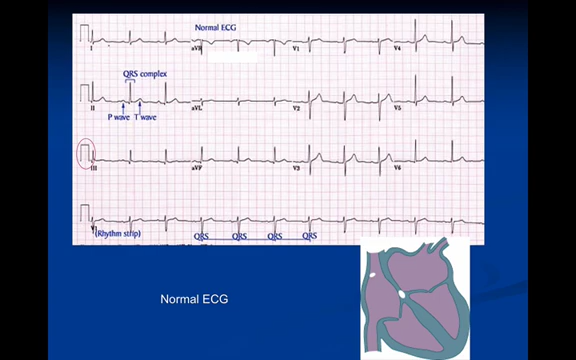 Normal ECG
I aVR V1 V4
QRS complex
II aVL V2 V5
P wave T wave
III aVF V3 V6
V1 (Rhythm strip) QRS QRS QRS QRS
Normal ECG